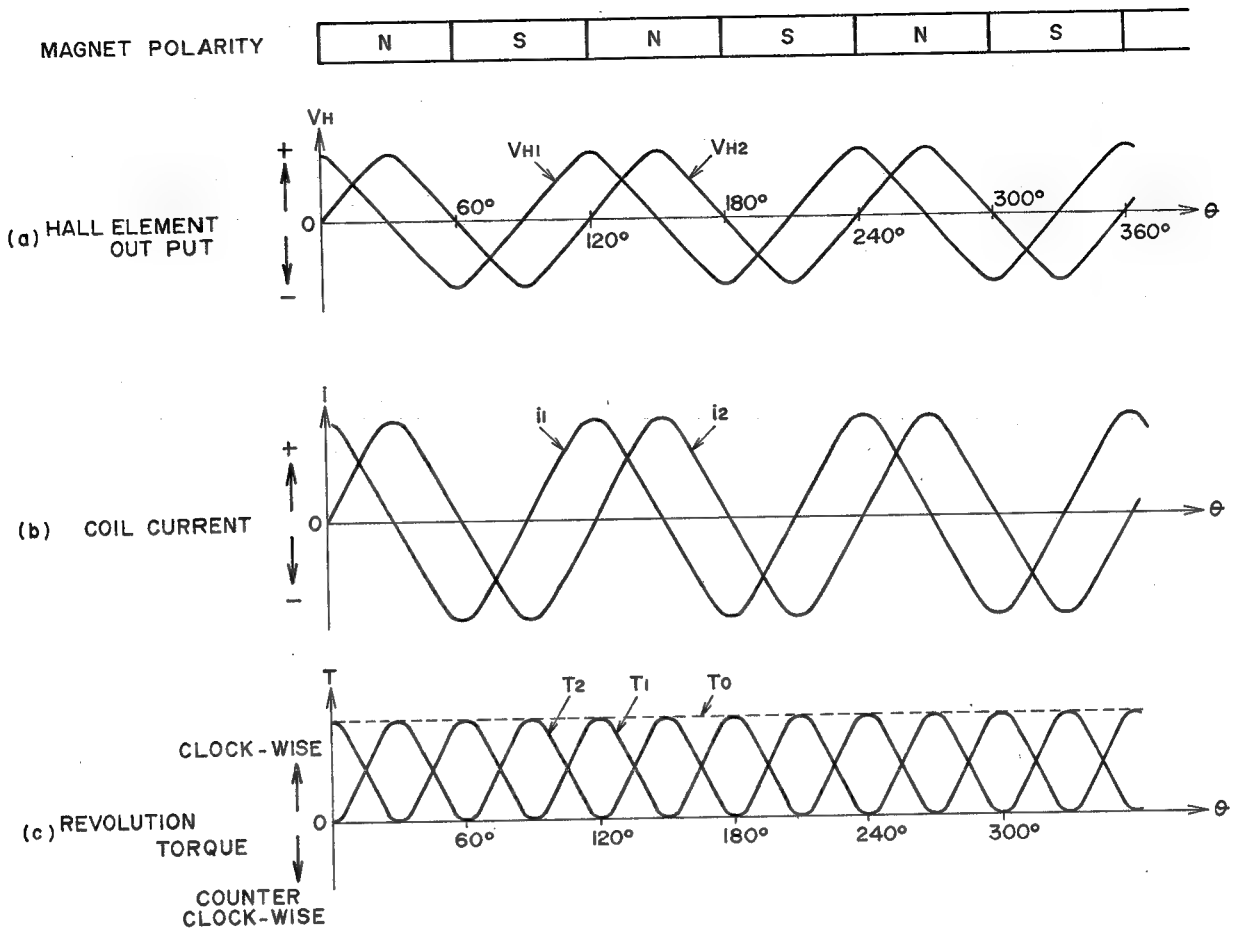 MAGNET POLARITY N S N S N S
VH
+
VH1 VH2
60° 180° 300°
(a) HALL ELEMENT OUT PUT
0
120° 240° 360°
θ
−
i
i1 i2
+
(b) COIL CURRENT
0
θ
−
T
T2 T1 T0
CLOCK-WISE
(c) REVOLUTION TORQUE
0
60° 120° 180° 240° 300°
θ
COUNTER
CLOCK-WISE